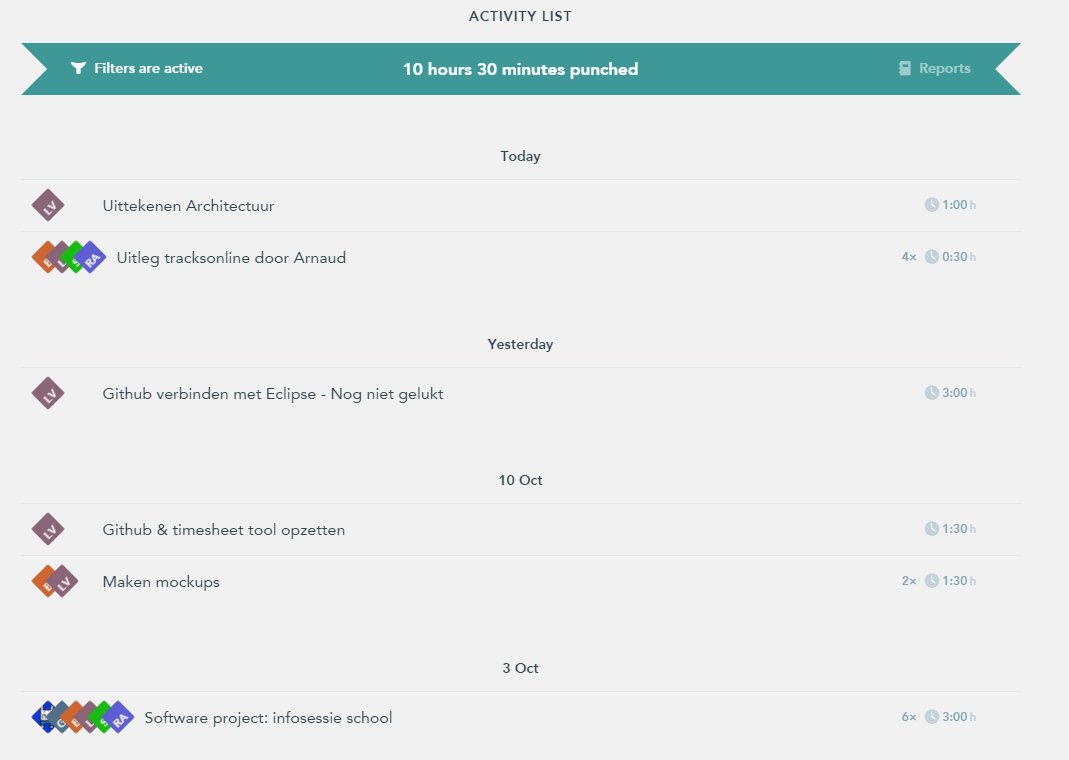 ACTIVITY LIST
Filters are active 10 hours 30 minutes punched Reports
Today
LV Uittekenen Architectuur 1:00 h
E RA Uitleg tracksonline door Arnaud 4× 0:30 h
Yesterday
LV Github verbinden met Eclipse - Nog niet gelukt 3:00 h
10 Oct
LV Github & timesheet tool opzetten 1:30 h
E LV Maken mockups 2× 1:30 h
3 Oct
E RA Software project: infosessie school 6× 3:00 h